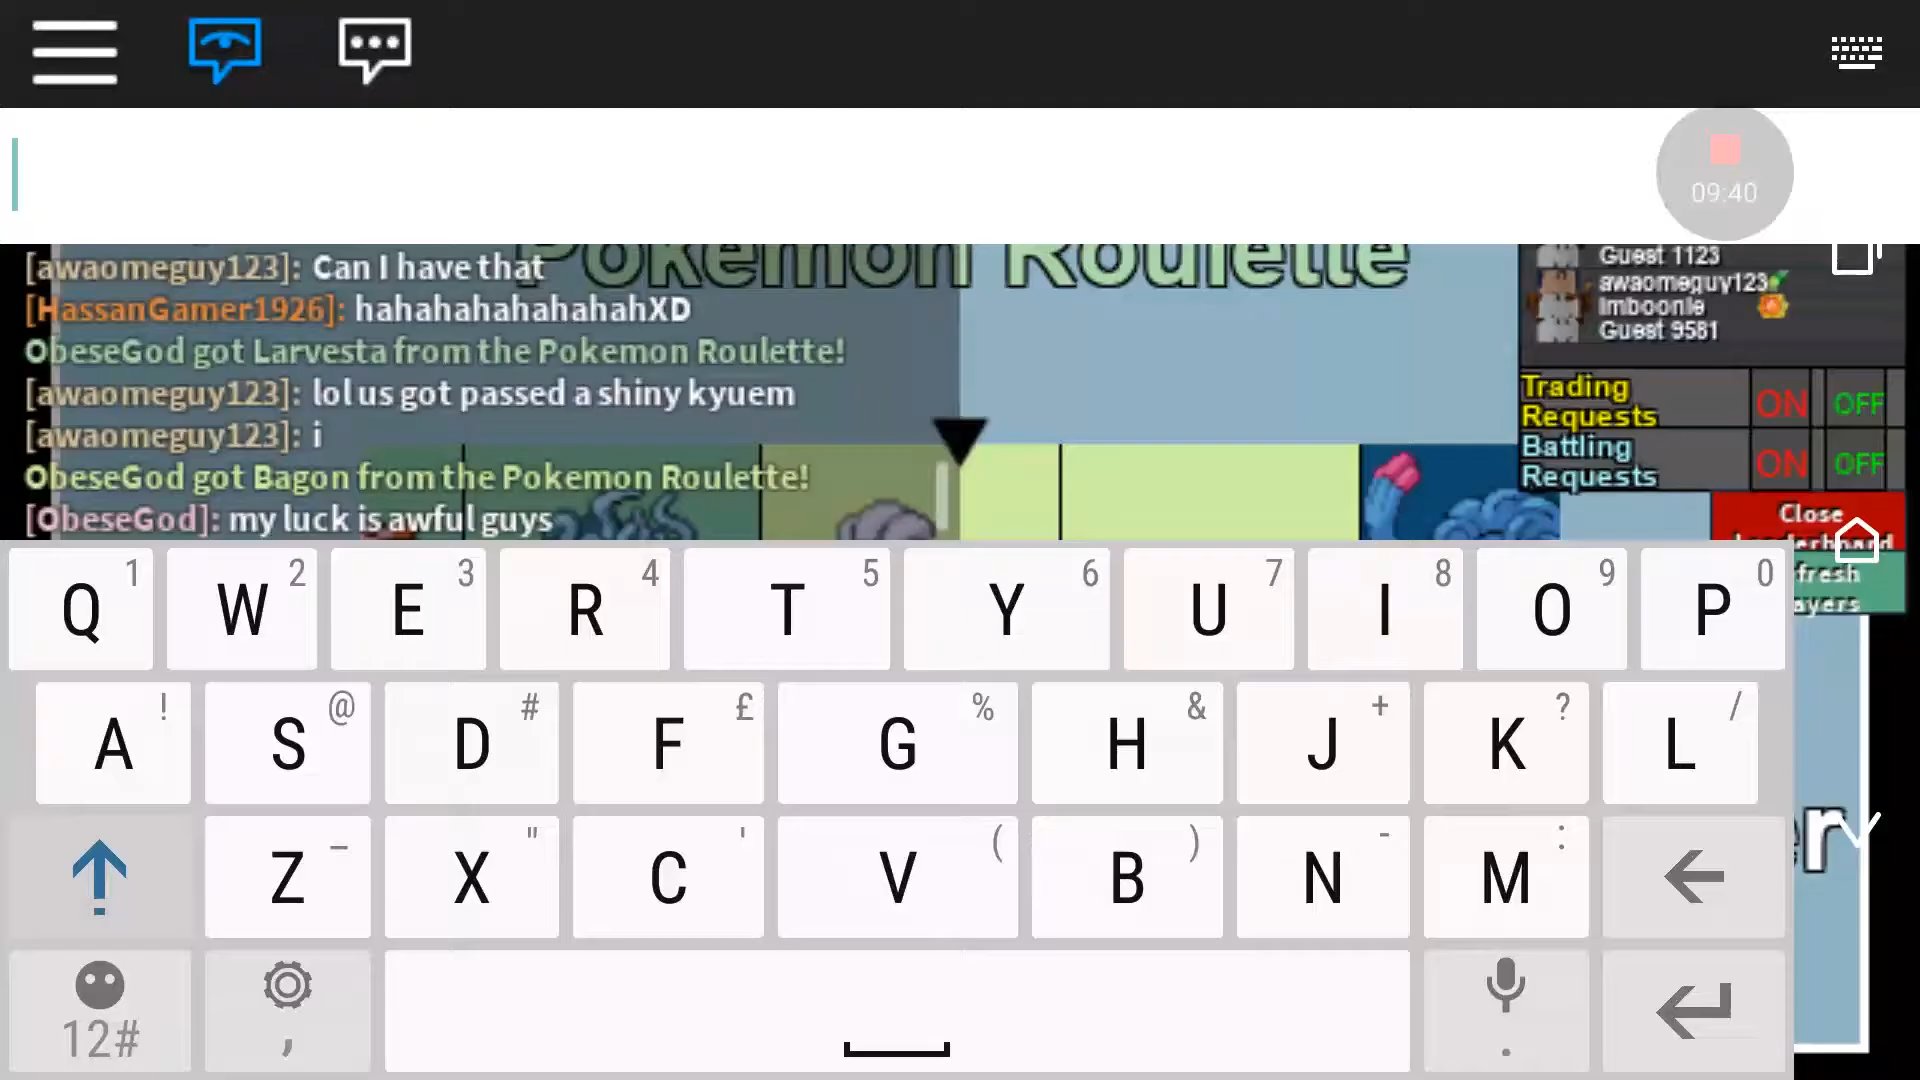 09:40
Pokemon Roulette
[awaomeguy123]: Can I have that
[HassanGamer1926]: hahahahahahahahXD
ObeseGod got Larvesta from the Pokemon Roulette!
[awaomeguy123]: lol us got passed a shiny kyuem
[awaomeguy123]: i
ObeseGod got Bagon from the Pokemon Roulette!
[ObeseGod]: my luck is awful guys
Guest 1123
awaomeguy123
Imboonie
Guest 9581
Trading
Requests
ON OFF
Battling
Requests
ON OFF
Close
fresh
ayers
er
Q 1 W 2 E 3 R 4 T 5 Y 6 U 7 I 8 O 9 P 0
A ! S @ D # F £ G % H & J + K ? L /
Z _ X " C ' V ( B ) N - M :
12# , .